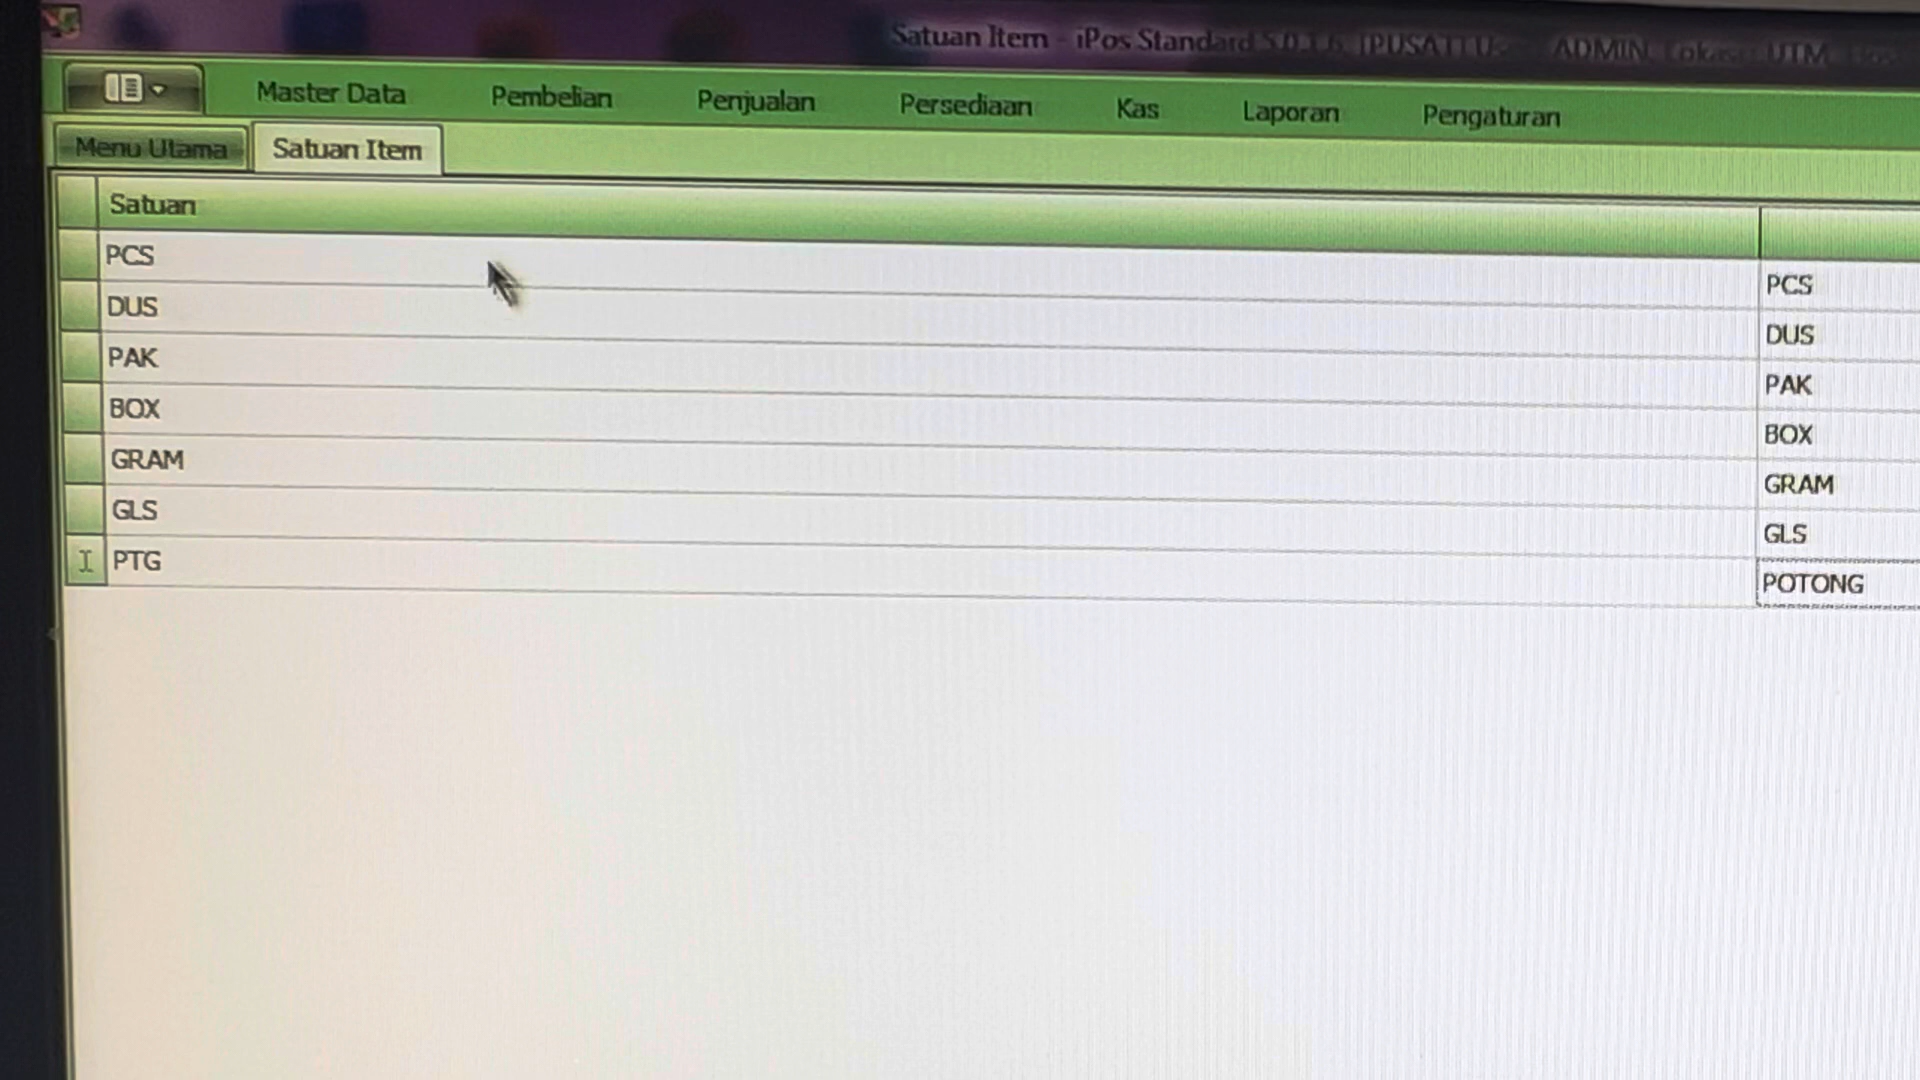 Satuan Item - iPos Standard ADMIN
Master Data Pembelian Penjualan Persediaan Kas Laporan Pengaturan
Menu Utama Satuan Item
Satuan
PCS PCS
DUS DUS
PAK PAK
BOX BOX
GRAM GRAM
GLS GLS
PTG POTONG